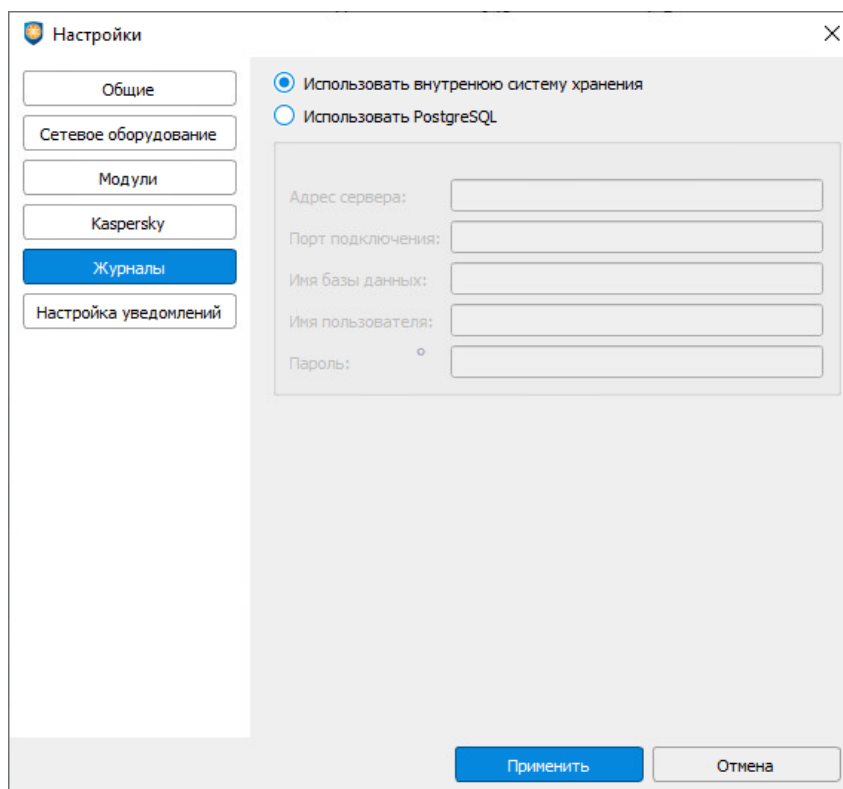 Настройки
Общие
Сетевое оборудование
Модули
Kaspersky
Журналы
Настройка уведомлений
Использовать внутренюю систему хранения
Использовать PostgreSQL
Адрес сервера:
Порт подключения:
Имя базы данных:
Имя пользователя:
Пароль:
Применить
Отмена